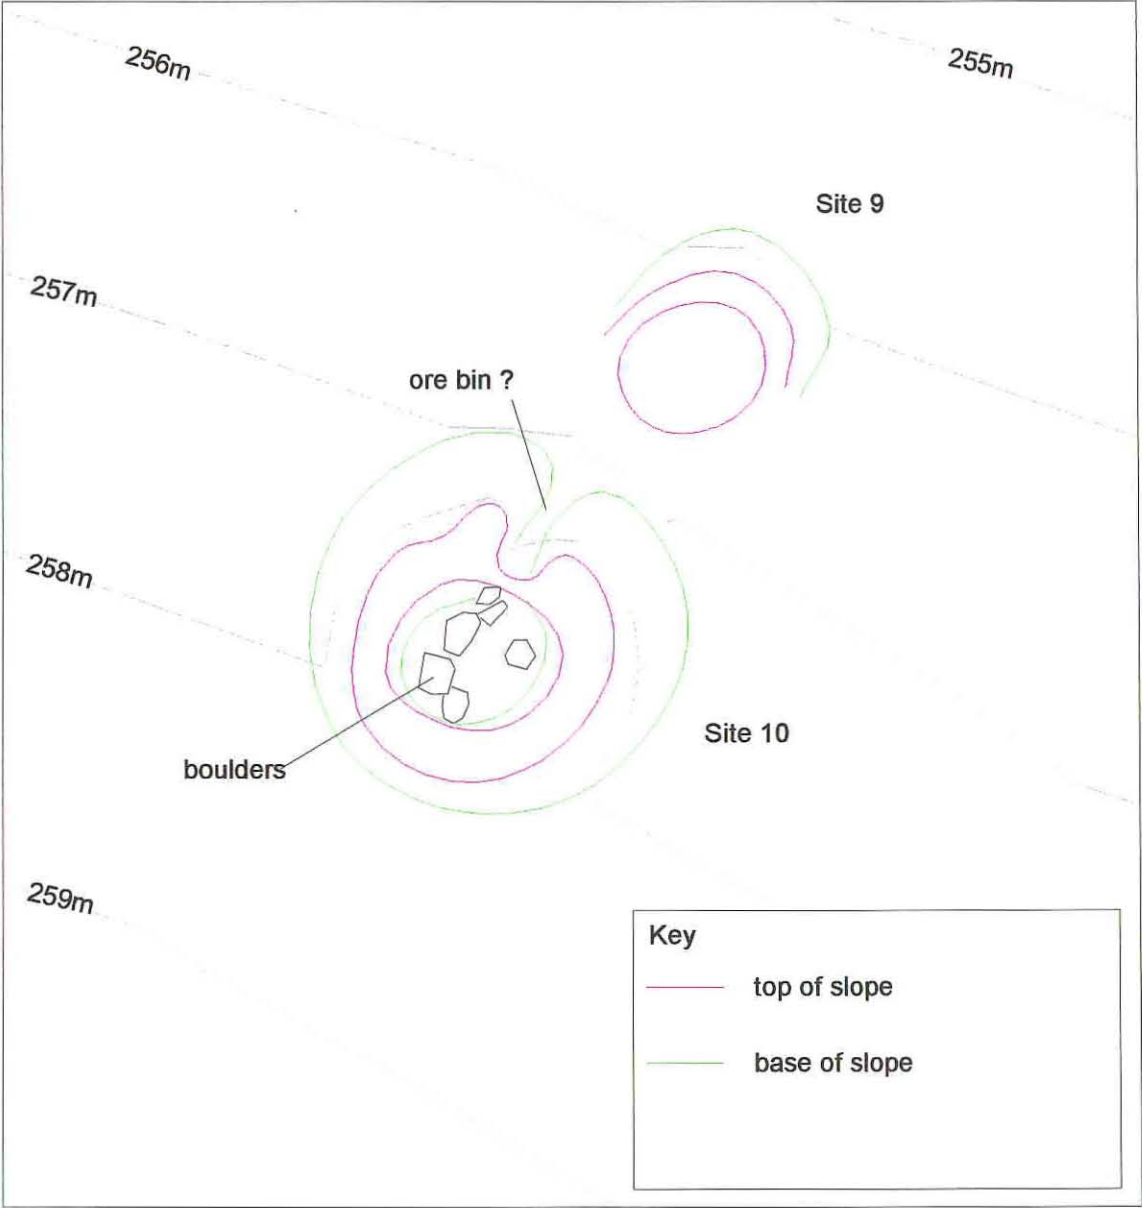 256m
255m
Site 9
257m
ore bin ?
258m
Site 10
boulders
259m
Key
top of slope
base of slope